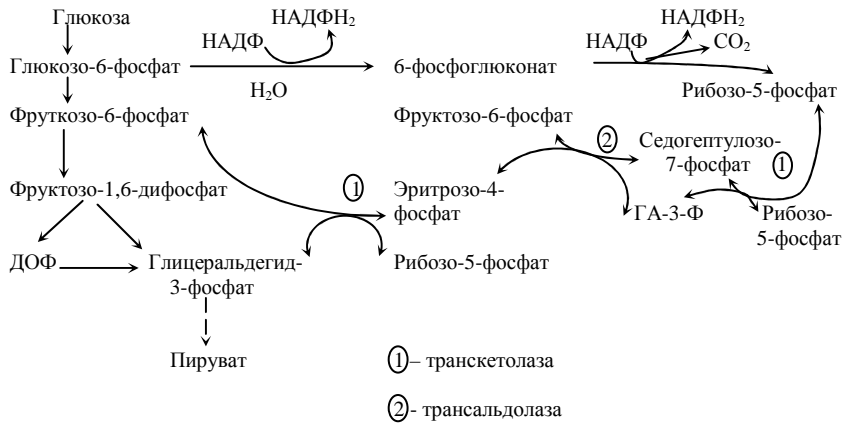 Глюкоза
НАДФН₂
НАДФН₂
НАДФ
НАДФ
CO₂
Глюкозо-6-фосфат
6-фосфоглюконат
H₂O
Рибозо-5-фосфат
Фруткозо-6-фосфат
Фруктозо-6-фосфат
2
Седогептулозо-
7-фосфат
1
1
Фруктозо-1,6-дифосфат
Эритрозо-4-
фосфат
ГА-3-Ф
Рибозо-
5-фосфат
ДОФ
Глицеральдегид-
3-фосфат
Рибозо-5-фосфат
Пируват
1 – транскетолаза
2 - трансальдолаза